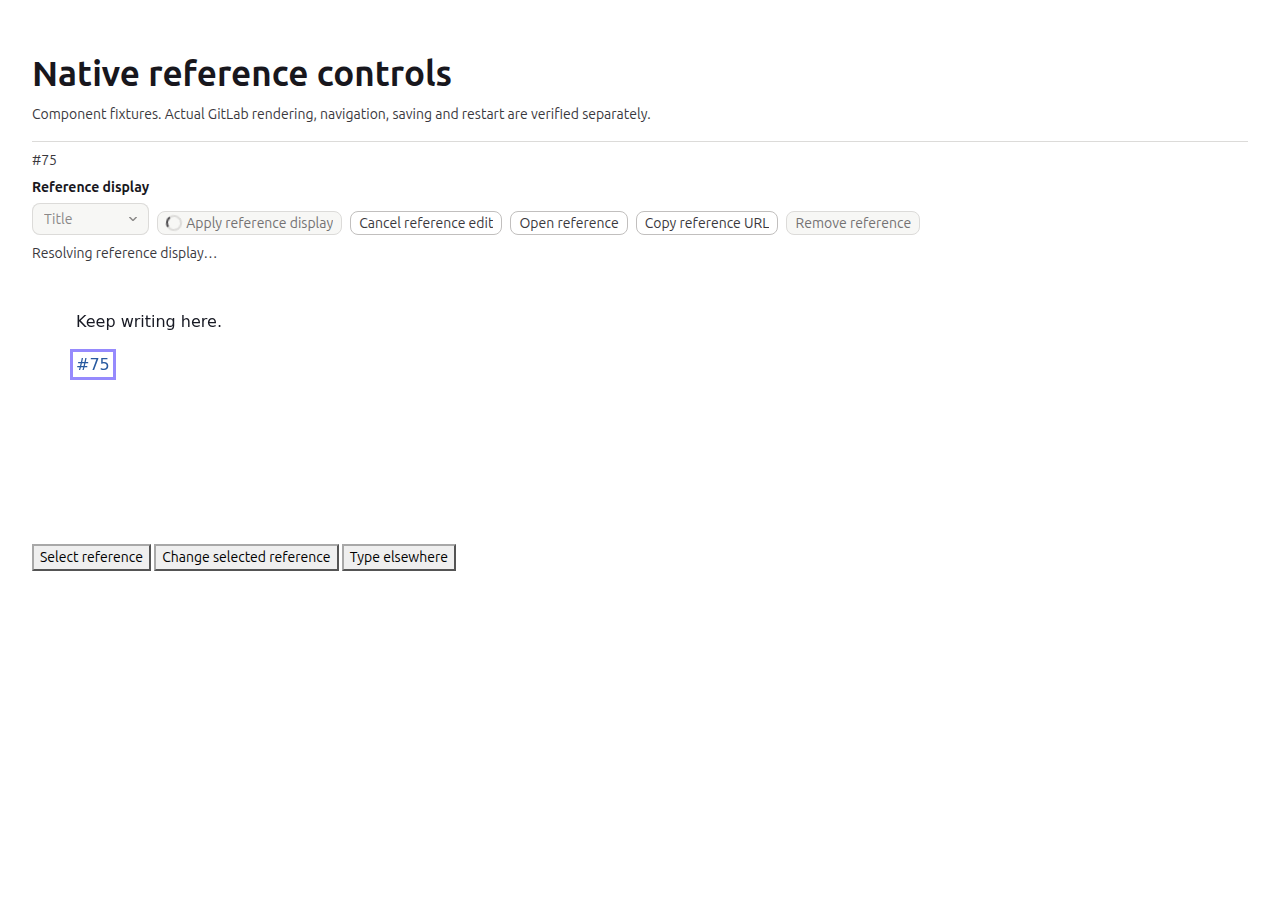 Native reference controls
Component fixtures. Actual GitLab rendering, navigation, saving and restart are verified separately.
#75
Reference display
Title Apply reference display Cancel reference edit Open reference Copy reference URL Remove reference
Resolving reference display…
Keep writing here.
#75
Select reference Change selected reference Type elsewhere